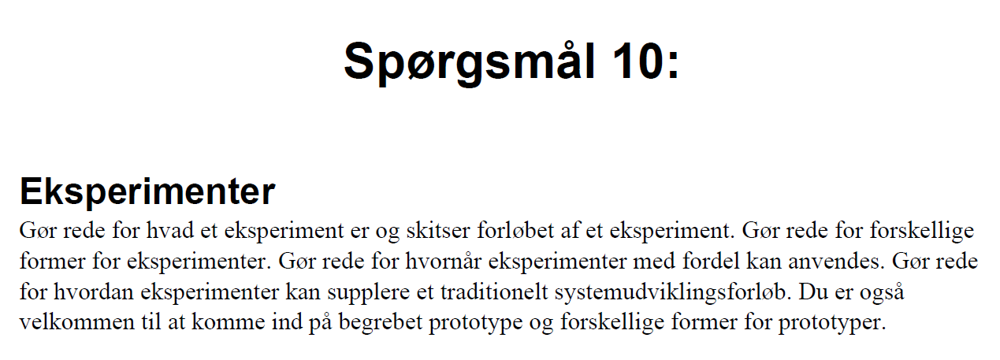 Spørgsmål 10:
Eksperimenter
Gør rede for hvad et eksperiment er og skitser forløbet af et eksperiment. Gør rede for forskellige
former for eksperimenter. Gør rede for hvornår eksperimenter med fordel kan anvendes. Gør rede
for hvordan eksperimenter kan supplere et traditionelt systemudviklingsforløb. Du er også
velkommen til at komme ind på begrebet prototype og forskellige former for prototyper.